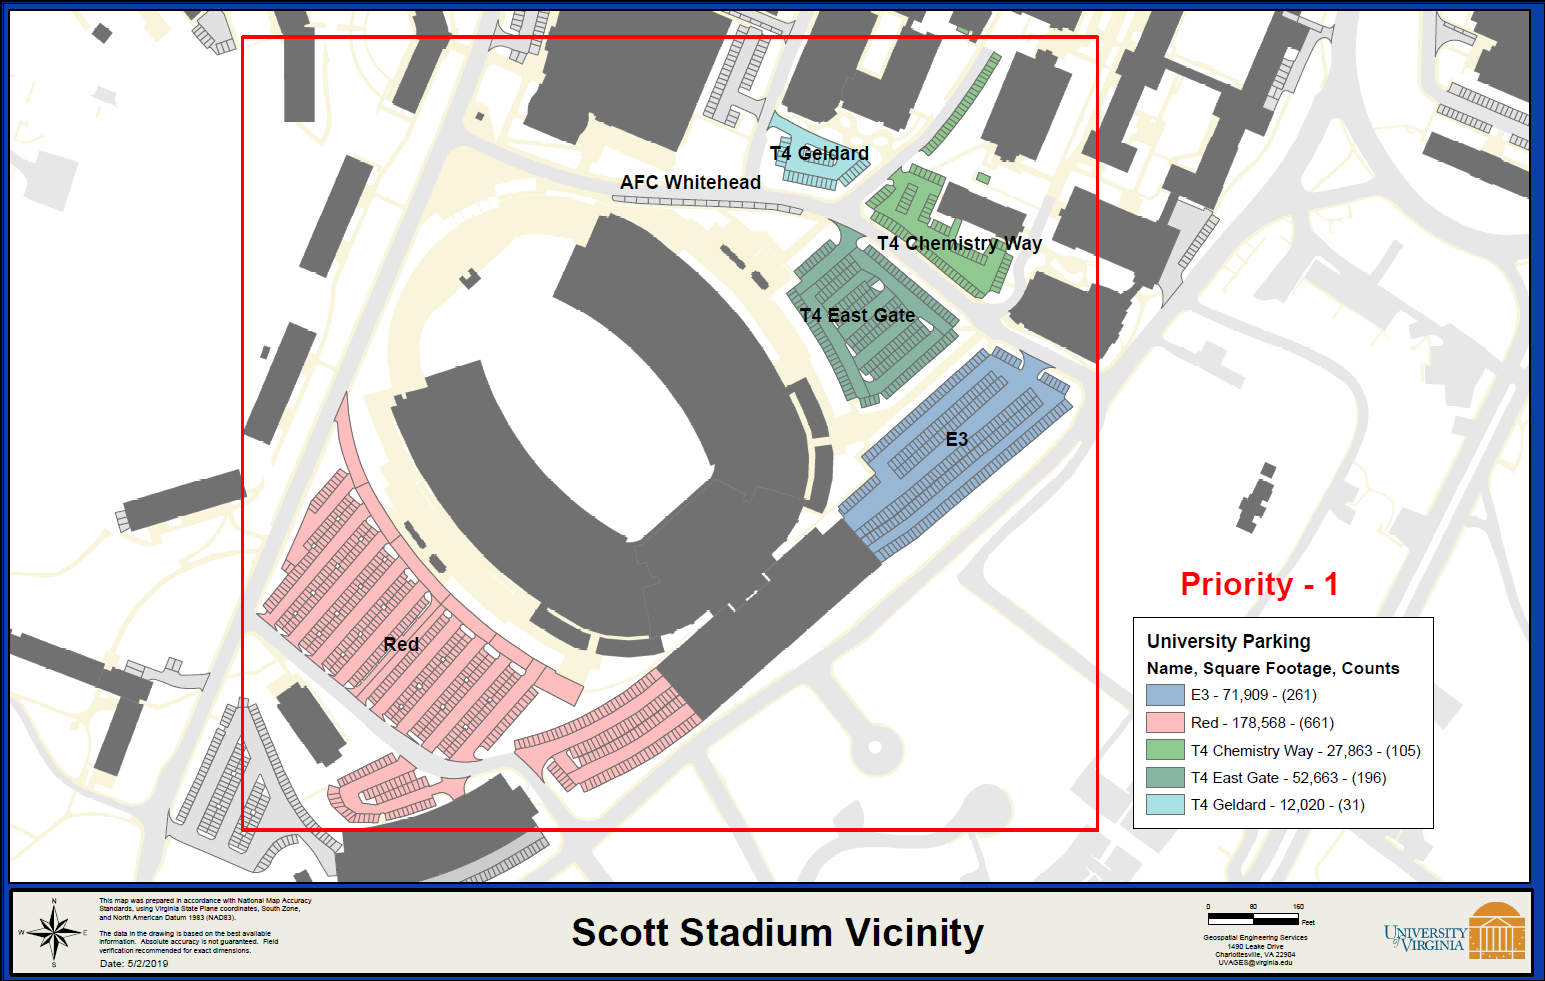 T4 Geldard
AFC Whitehead
T4 Chemistry Way
T4 East Gate
E3
Red
Priority - 1
University Parking
Name, Square Footage, Counts
E3 - 71,909 - (261)
Red - 178,568 - (661)
T4 Chemistry Way - 27,863 - (105)
T4 East Gate - 52,663 - (196)
T4 Geldard - 12,020 - (31)
N
W
E
S
This map was prepared in accordance with National Map Accuracy
Standards, using Virginia State Plane coordinates, South Zone,
and North American Datum 1983 (NAD83).
The data in the drawing is based on the best available
information. Absolute accuracy is not guaranteed. Field
verification recommended for exact dimensions.
Date: 5/2/2019
Scott Stadium Vicinity
0 80 160
Feet
Geospatial Engineering Services
1490 Leake Drive
Charlottesville, VA 22904
UVAGES@virginia.edu
UNIVERSITY
of VIRGINIA